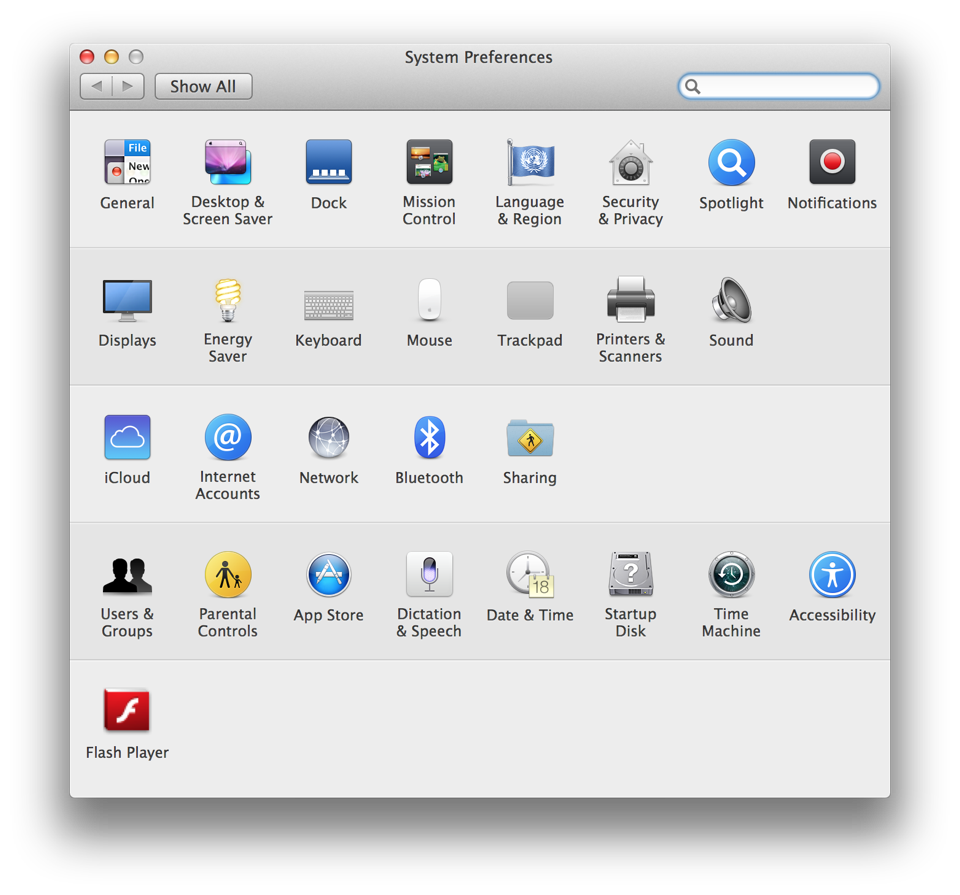 System Preferences
Show All
File
New
General
Desktop &
Screen Saver
Dock
Mission
Control
Language
& Region
Security
& Privacy
Spotlight
Notifications
Displays
Energy
Saver
Keyboard
Mouse
Trackpad
Printers &
Scanners
Sound
iCloud
@
Internet
Accounts
Network
Bluetooth
Sharing
Users &
Groups
Parental
Controls
App Store
Dictation
& Speech
18
Date & Time
?
Startup
Disk
Time
Machine
Accessibility
Flash Player